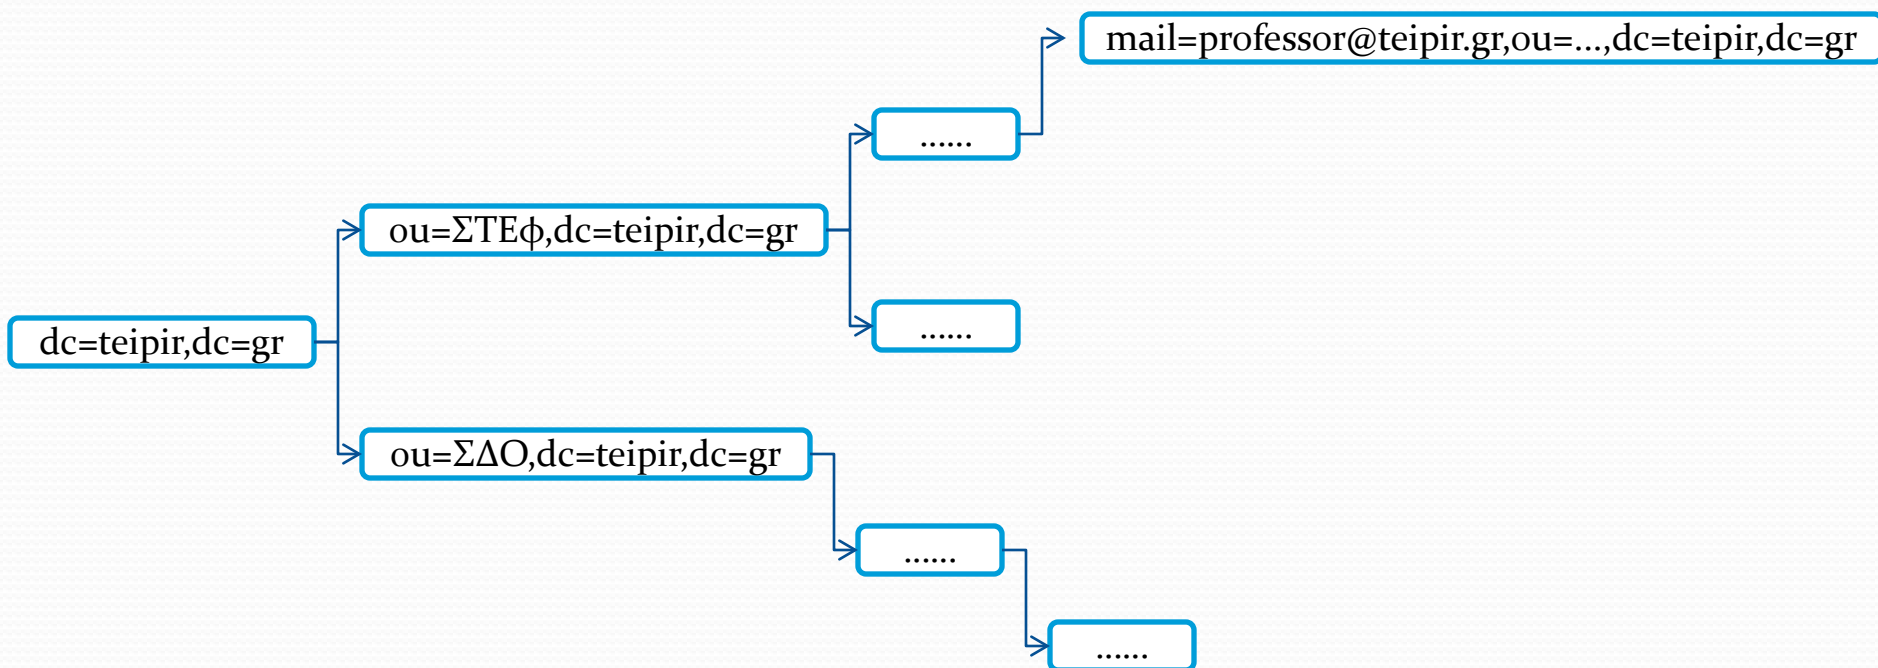 mail=professor@teipir.gr,ou=...,dc=teipir,dc=gr
......
ou=ΣΤΕφ,dc=teipir,dc=gr
......
dc=teipir,dc=gr
ou=ΣΔΟ,dc=teipir,dc=gr
......
......